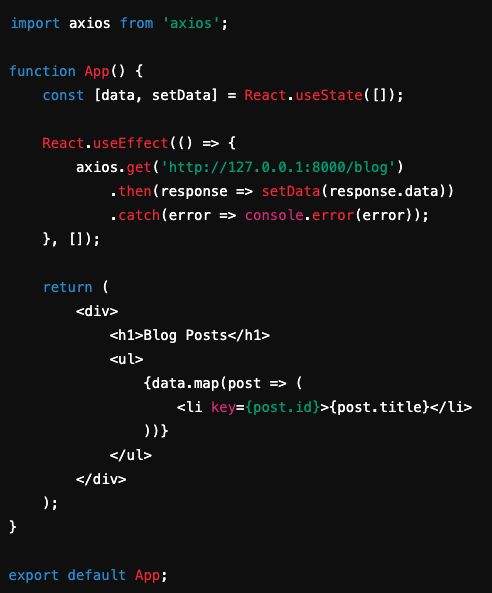 import axios from 'axios';
function App() {
    const [data, setData] = React.useState([]);
    React.useEffect(() => {
        axios.get('http://127.0.0.1:8000/blog')
            .then(response => setData(response.data))
            .catch(error => console.error(error));
    }, []);
    return (
        <div>
            <h1>Blog Posts</h1>
            <ul>
                {data.map(post => (
                    <li key={post.id}>{post.title}</li>
                ))}
            </ul>
        </div>
    );
}
export default App;